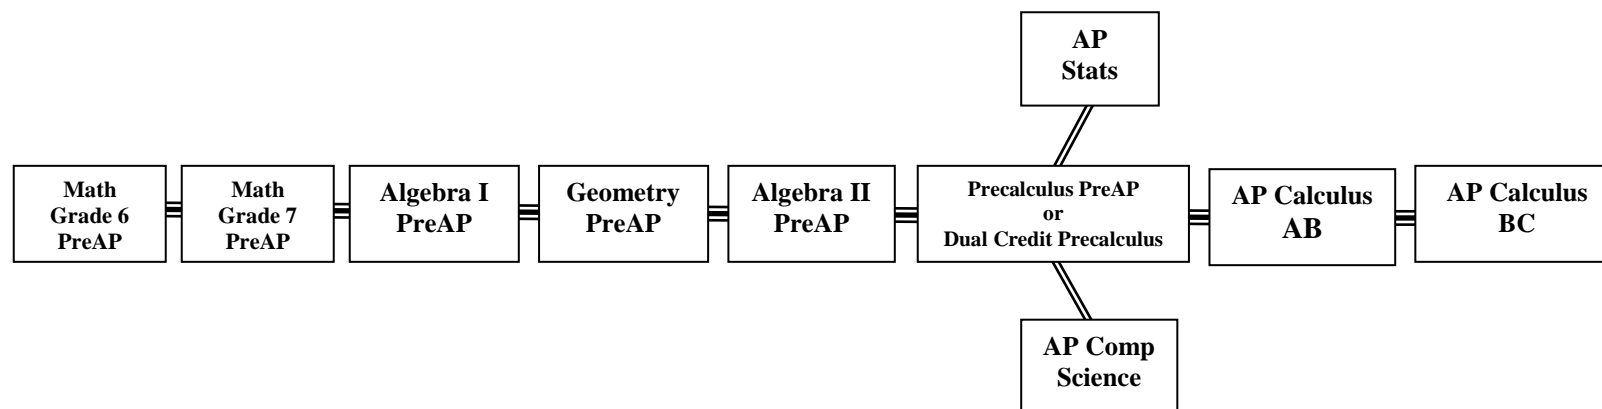 AP
Stats
Math
Grade 6
PreAP
Math
Grade 7
PreAP
Algebra I
PreAP
Geometry
PreAP
Algebra II
PreAP
Precalculus PreAP
or
Dual Credit Precalculus
AP Calculus
AB
AP Calculus
BC
AP Comp
Science